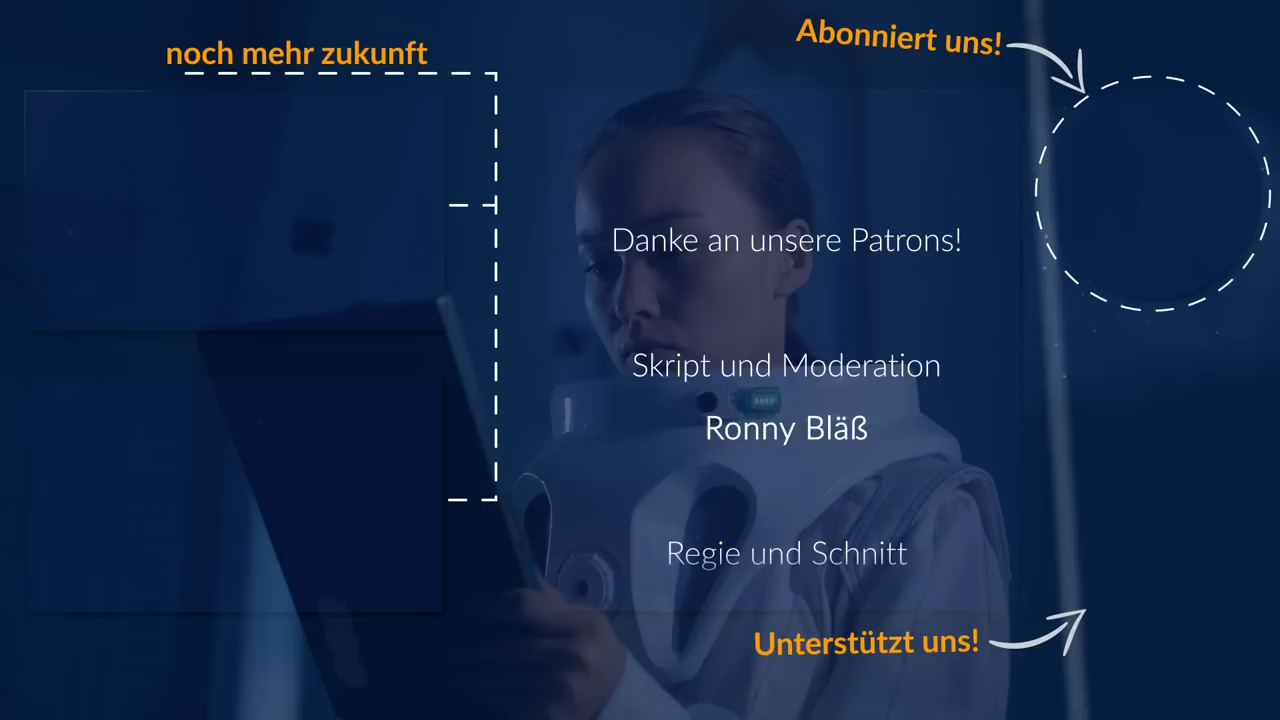 noch mehr zukunft
Abonniert uns!
Danke an unsere Patrons!
Skript und Moderation
Ronny Bläß
Regie und Schnitt
Unterstützt uns!